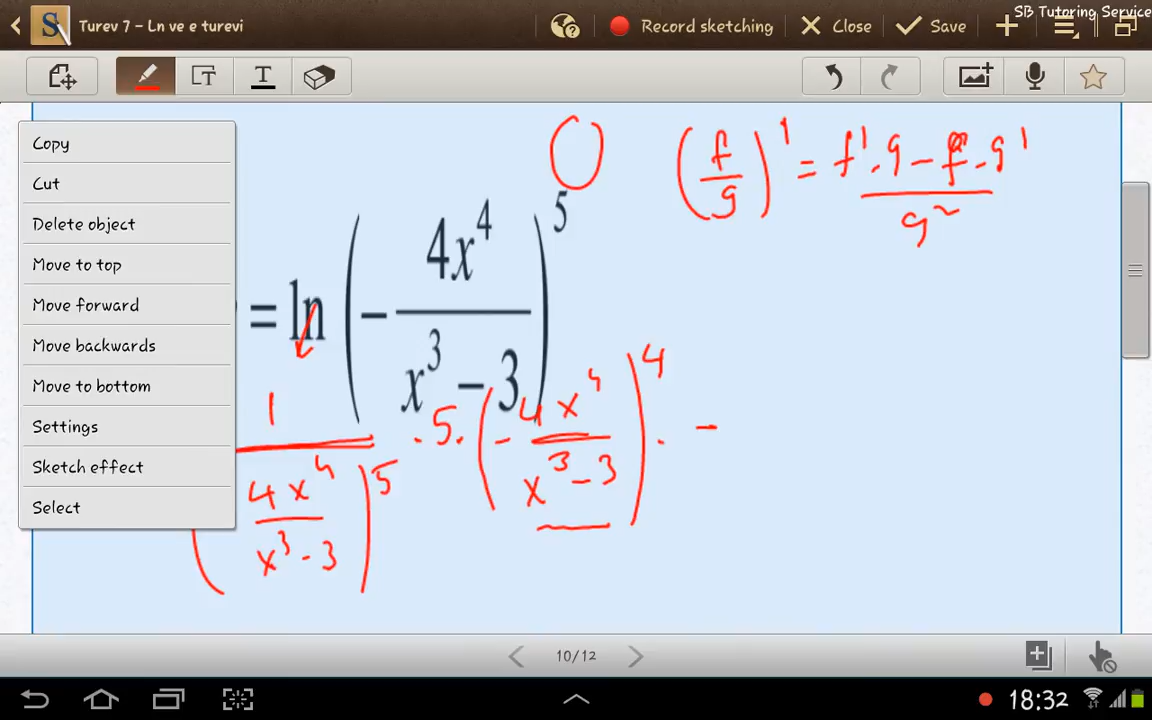 SB Tutoring Service
Turev 7 - Ln ve e turevi
Record sketching
Close
Save
T
T
Copy
Cut
Delete object
Move to top
Move forward
Move backwards
Move to bottom
Settings
Sketch effect
Select
(f/g)' = (f'.g - f.g')/g²
= ln (- 4x⁴/(x³ - 3))⁵
1/(4x⁴/(x³ - 3))⁵ . 5 . (- 4x⁴/(x³ - 3))⁴ . -
10/12
18:32